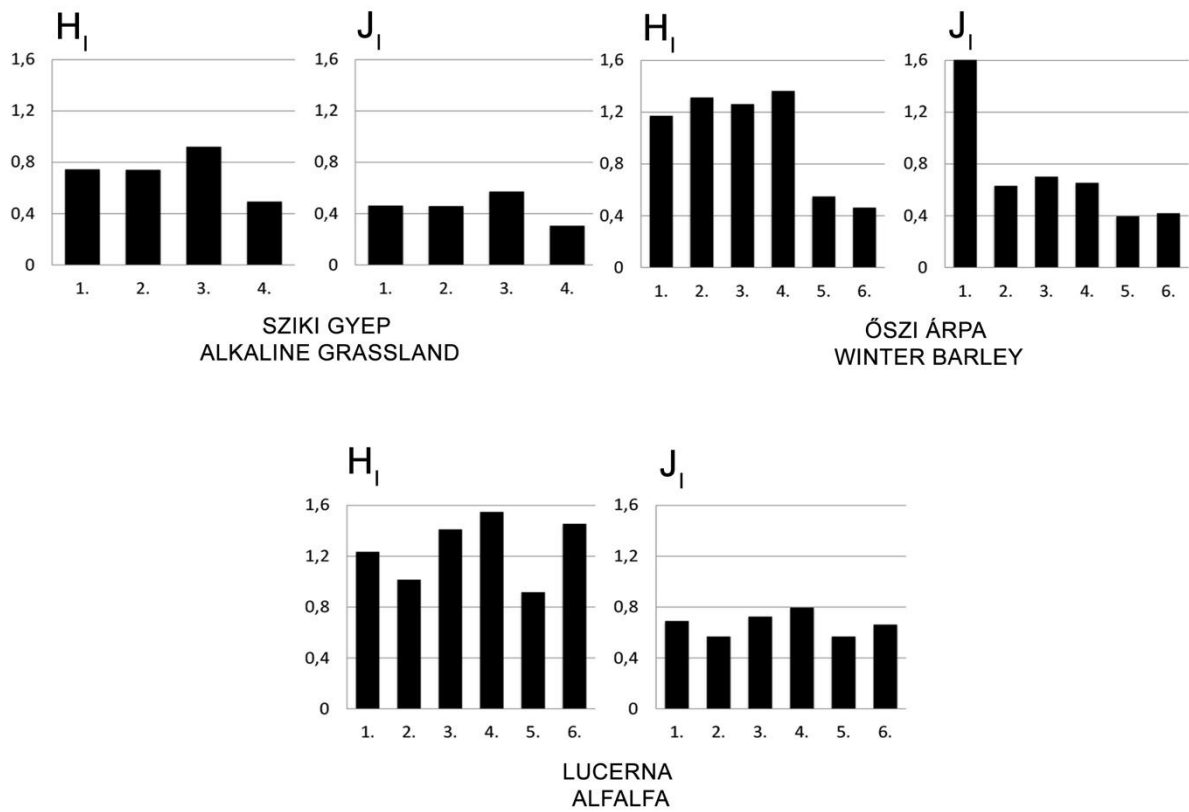 H_I
1,6
1,2
0,8
0,4
0
1. 2. 3. 4.
J_I
1,6
1,2
0,8
0,4
0
1. 2. 3. 4.
SZIKI GYEP
ALKALINE GRASSLAND
H_I
1,6
1,2
0,8
0,4
0
1. 2. 3. 4. 5. 6.
J_I
1,6
1,2
0,8
0,4
0
1. 2. 3. 4. 5. 6.
ŐSZI ÁRPA
WINTER BARLEY
H_I
1,6
1,2
0,8
0,4
0
1. 2. 3. 4. 5. 6.
J_I
1,6
1,2
0,8
0,4
0
1. 2. 3. 4. 5. 6.
LUCERNA
ALFALFA